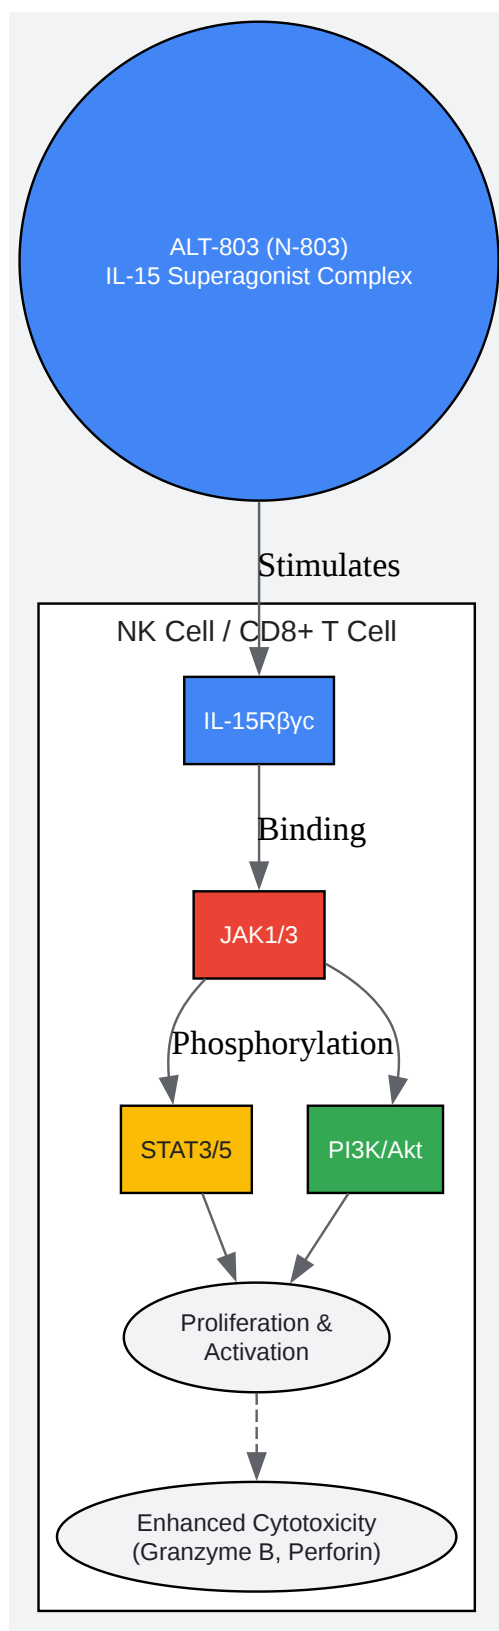 ALT-803 (N-803)
IL-15 Superagonist Complex
Stimulates
NK Cell / CD8+ T Cell
IL-15Rβγc
Binding
JAK1/3
Phosphorylation
STAT3/5
PI3K/Akt
Proliferation &
Activation
Enhanced Cytotoxicity
(Granzyme B, Perforin)